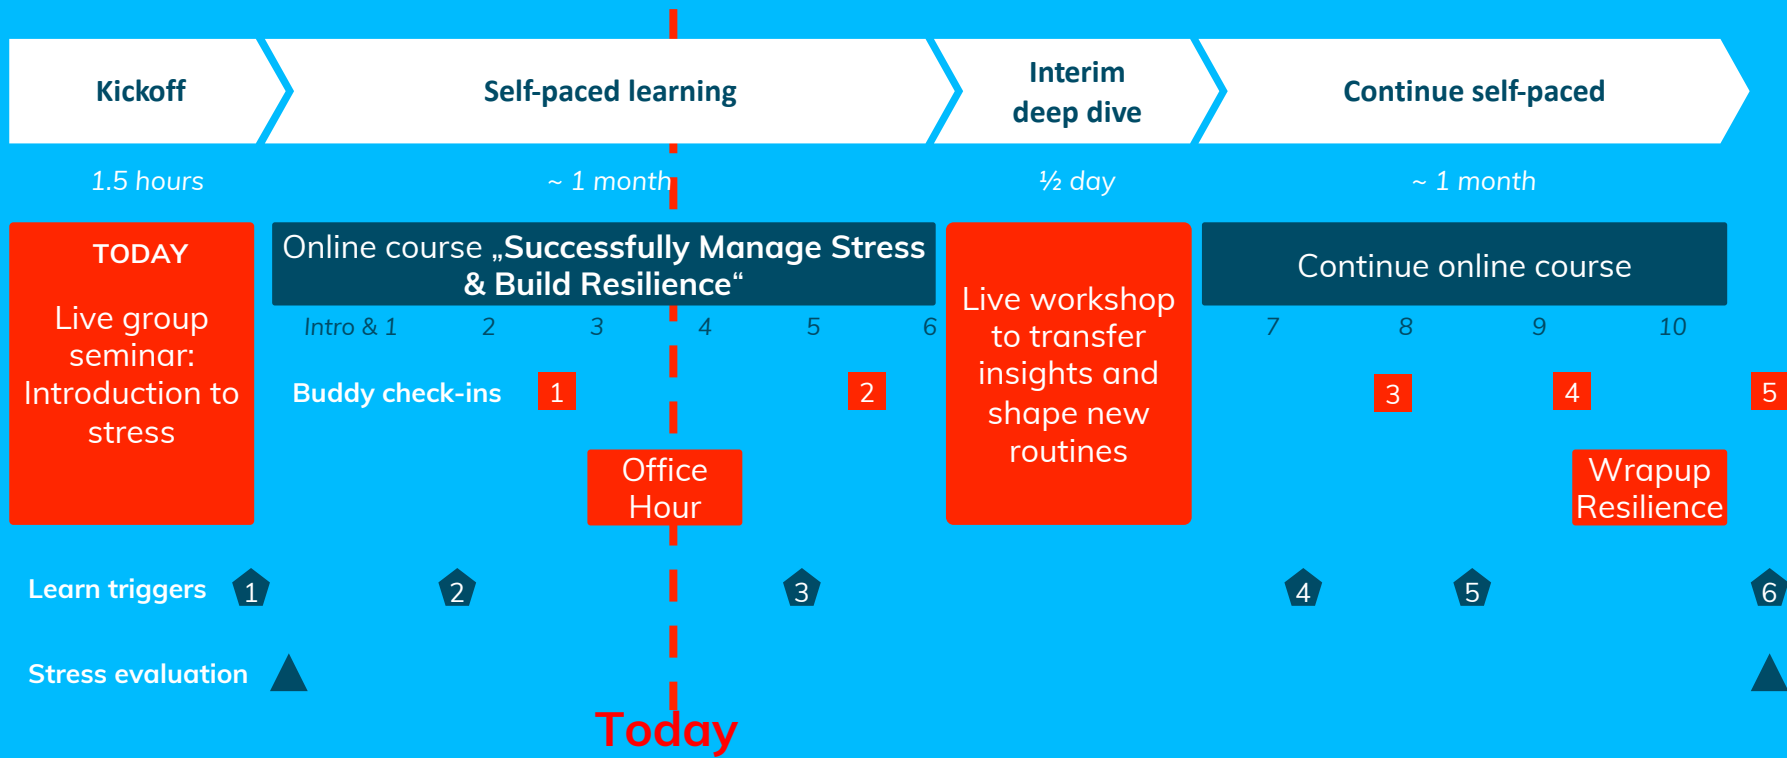 Kickoff
Self-paced learning
Interim
deep dive
Continue self-paced
1.5 hours
~ 1 month
½ day
~ 1 month
TODAY
Live group
seminar:
Introduction to
stress
Online course „Successfully Manage Stress
& Build Resilience“
Intro & 1 2 3 4 5 6
Live workshop
to transfer
insights and
shape new
routines
Continue online course
7 8 9 10
Buddy check-ins 1 2 3 4 5
Office
Hour
Wrapup
Resilience
Learn triggers 1 2 3 4 5 6
Stress evaluation
Today